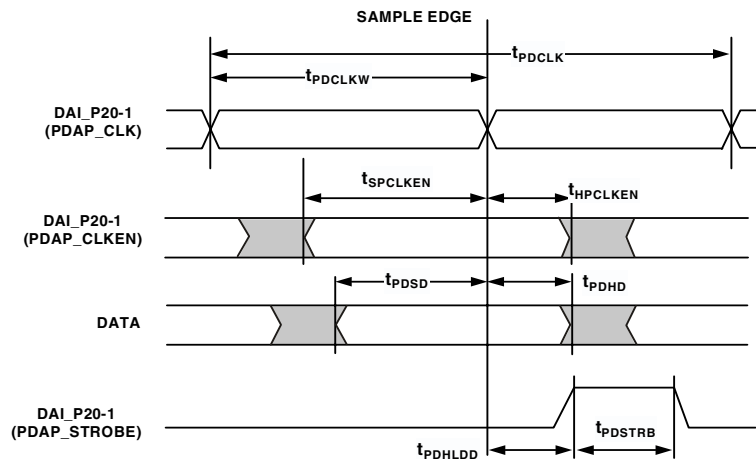 SAMPLE EDGE
tPDCLK
tPDCLKW
DAI_P20-1
(PDAP_CLK)
tSPCLKEN
tHPCLKEN
DAI_P20-1
(PDAP_CLKEN)
tPDSD
tPDHD
DATA
DAI_P20-1
(PDAP_STROBE)
tPDHLDD
tPDSTRB